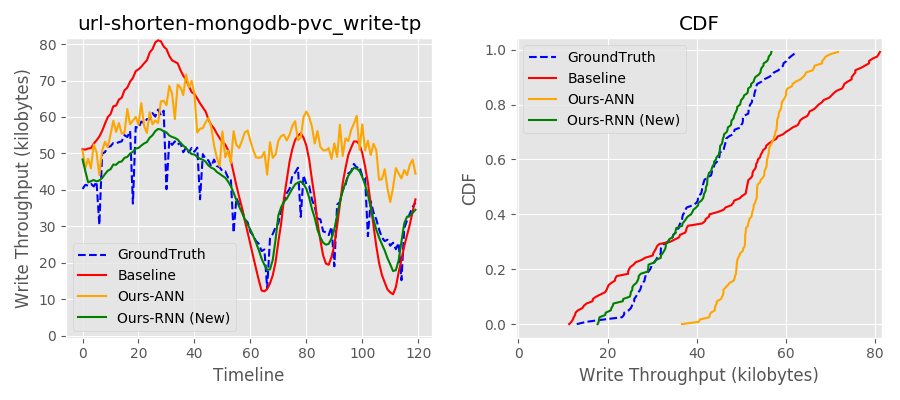 url-shorten-mongodb-pvc_write-tp
Write Throughput (kilobytes)
80
70
60
50
40
30
20
10
0
GroundTruth
Baseline
Ours-ANN
Ours-RNN (New)
0
20
40
60
80
100
120
Timeline
CDF
CDF
1.0
0.8
0.6
0.4
0.2
0.0
GroundTruth
Baseline
Ours-ANN
Ours-RNN (New)
0
20
40
60
80
Write Throughput (kilobytes)